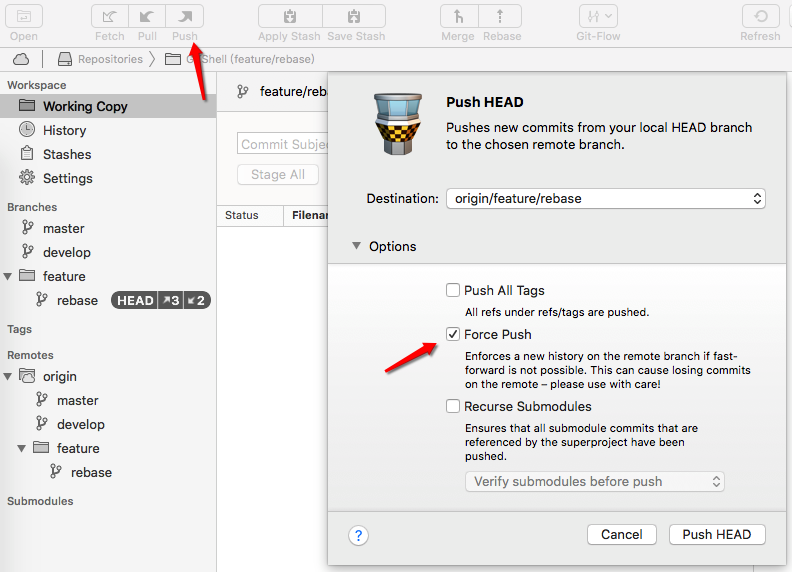 Open Fetch Pull Push Apply Stash Save Stash Merge Rebase Git-Flow Refresh
Repositories Shell (feature/rebase)
Workspace
Working Copy
History
Stashes
Settings
Branches
master
develop
feature
rebase HEAD 3 2
Tags
Remotes
origin
master
develop
feature
rebase
Submodules
feature/reb
Commit Subje
Stage All
Status Filenan
Push HEAD
Pushes new commits from your local HEAD branch
to the chosen remote branch.
Destination: origin/feature/rebase
Options
Push All Tags
All refs under refs/tags are pushed.
Force Push
Enforces a new history on the remote branch if fast-
forward is not possible. This can cause losing commits
on the remote – please use with care!
Recurse Submodules
Ensures that all submodule commits that are
referenced by the superproject have been
pushed.
Verify submodules before push
? Cancel Push HEAD